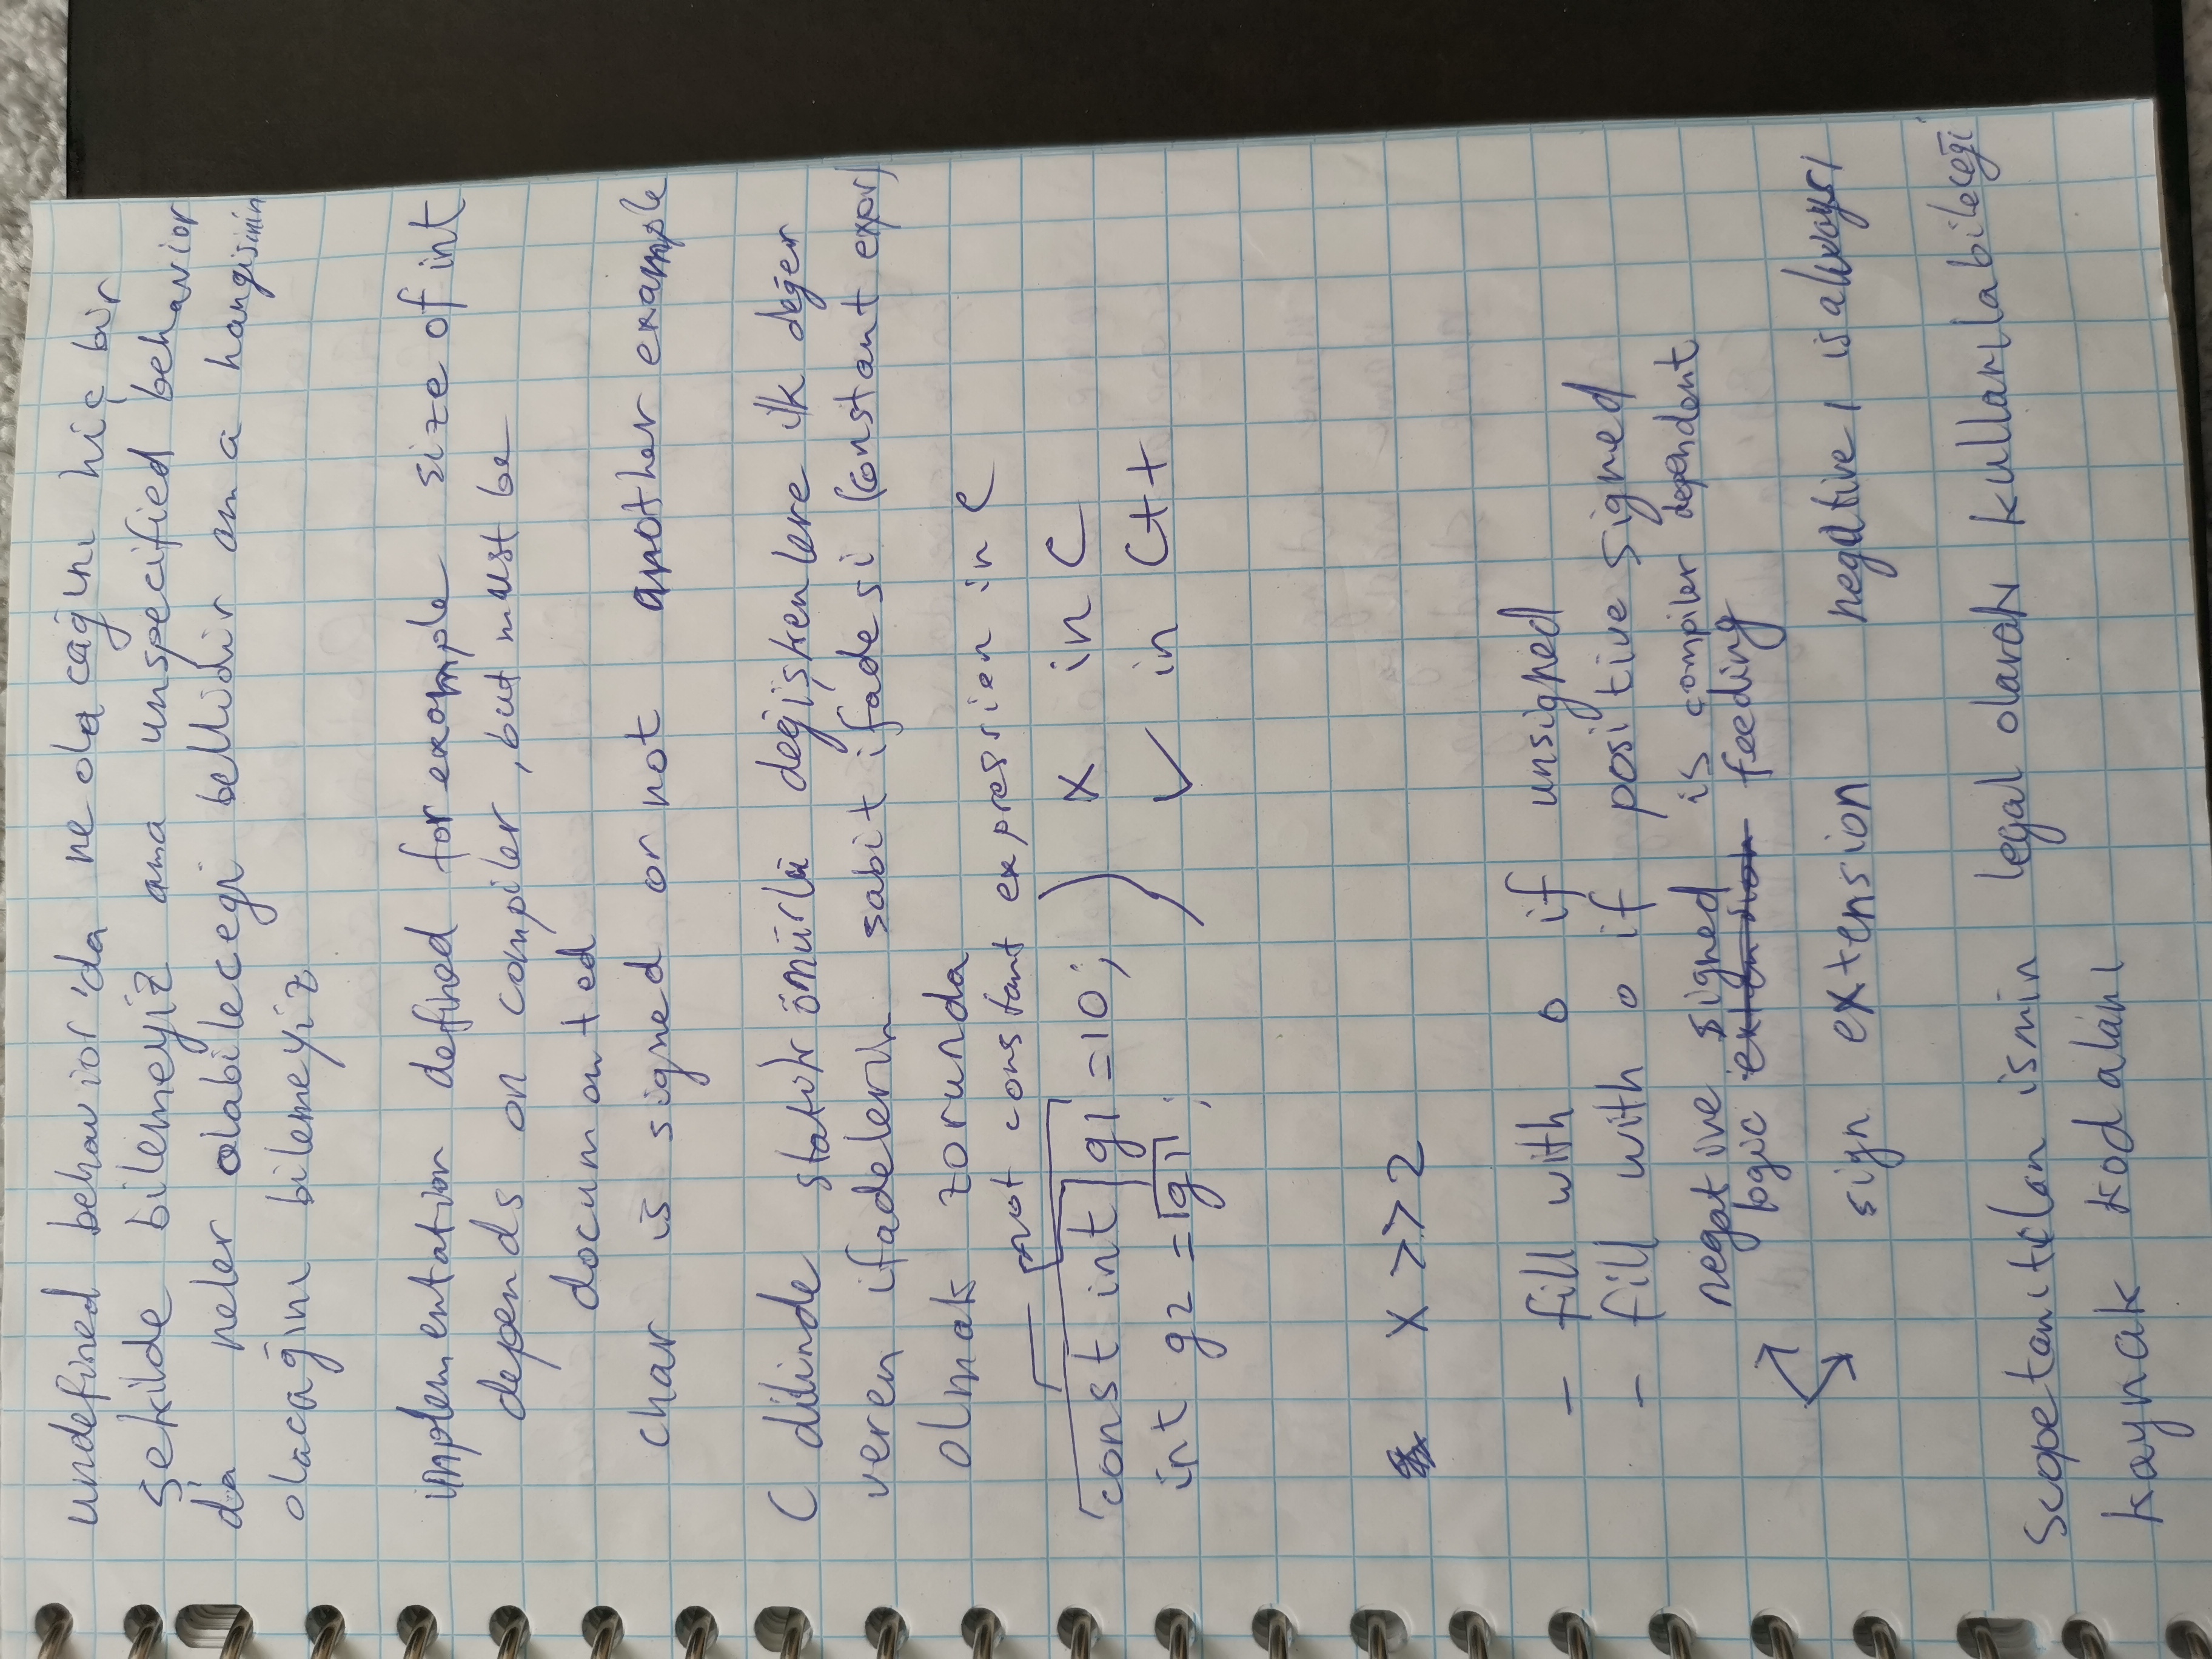 undefined behavior'da ne olacağını hiç bir
şekilde bilemeyiz ama unspecified behavior
da neler olabilecegi bellidir ama hangisinin
olacağını bilemeyiz
implementation defined for example size of int
depends on compiler, but must be
documented
char is signed or not another example
C dilinde statik ömürlü değişkenlere ilk değer
veren ifadelerin sabit ifadesi (constant expr)
olmak zorunda
not constant expression in C
const int g1 = 10; x in C
int g2 = g1; ✓ in C++
x >> 2
- fill with 0 if unsigned
- fill with 0 if positive signed
negative signed is compiler dependent
logic extension feeding
sign extension negative 1 is always 1
Scope tanıtılan ismin legal olarak kullanılabileceği
kaynak kod alanı